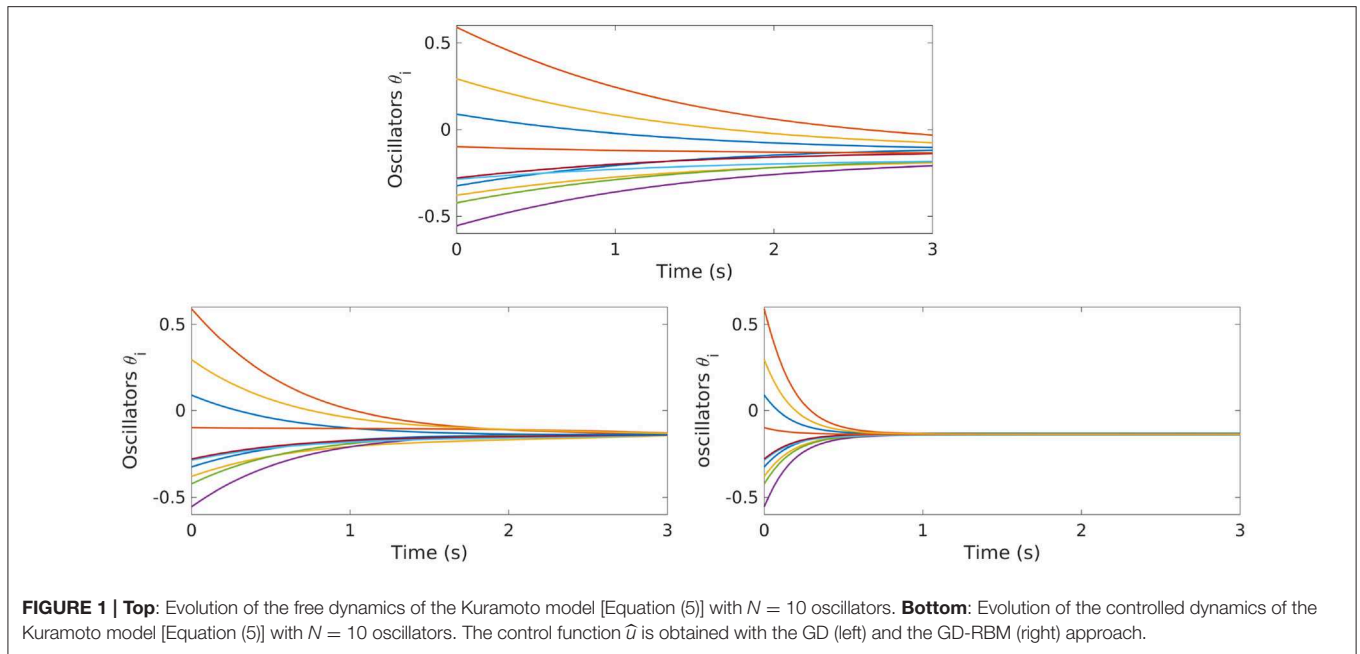 0.5
0
-0.5
Oscillators θ_i
0 1 2 3
Time (s)
0.5
0
-0.5
Oscillators θ_i
0 1 2 3
Time (s)
0.5
0
-0.5
oscillators θ_i
0 1 2 3
Time (s)
FIGURE 1 | Top: Evolution of the free dynamics of the Kuramoto model [Equation (5)] with N = 10 oscillators. Bottom: Evolution of the controlled dynamics of the
Kuramoto model [Equation (5)] with N = 10 oscillators. The control function û is obtained with the GD (left) and the GD-RBM (right) approach.